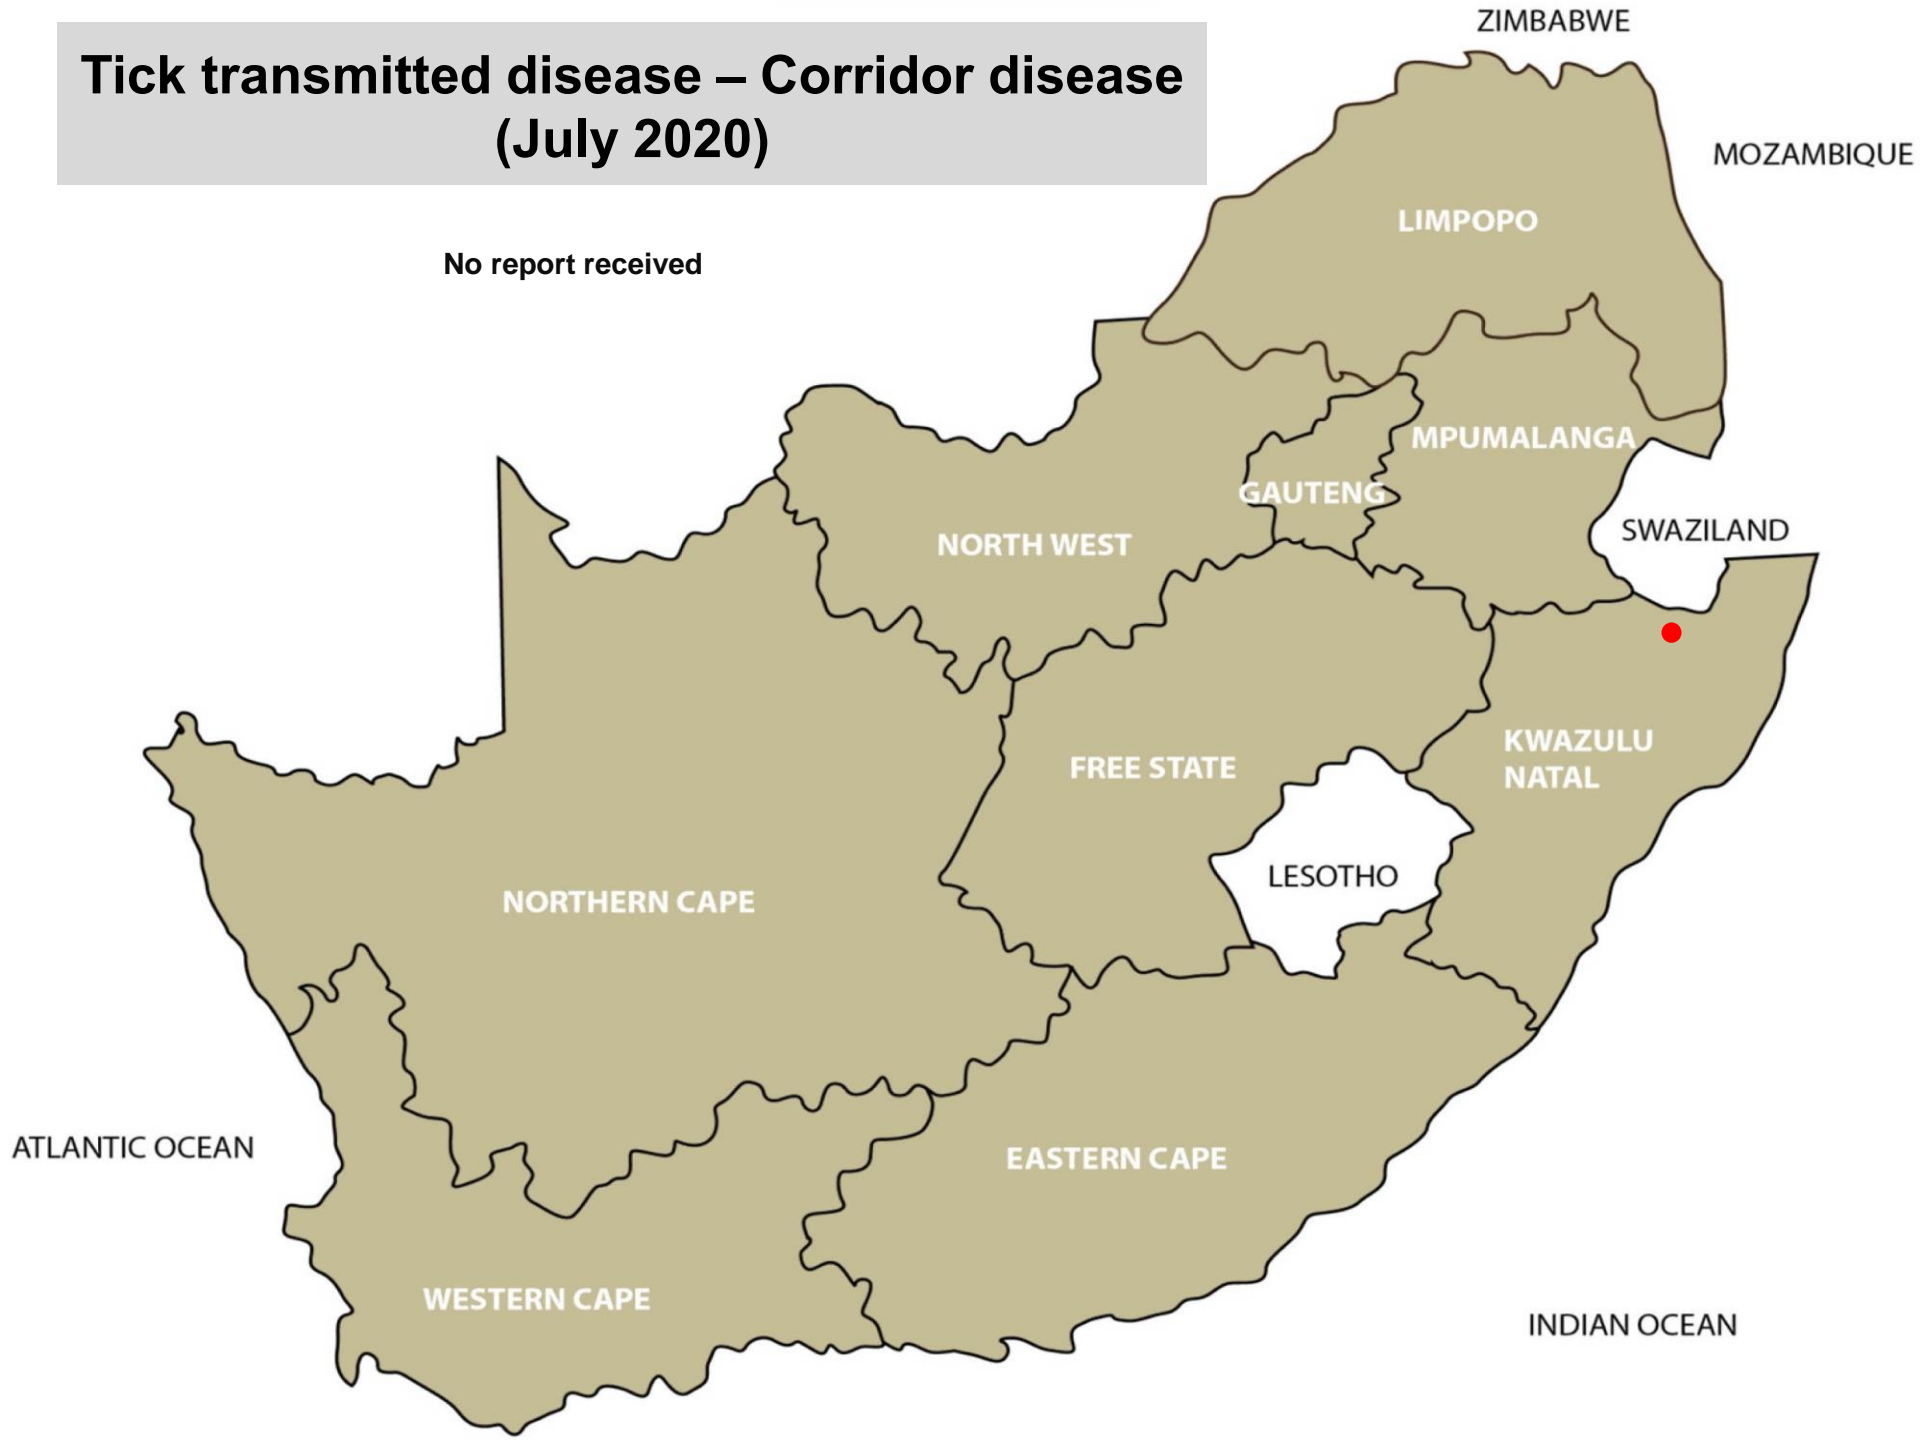 ZIMBABWE
Tick transmitted disease – Corridor disease
(July 2020)
MOZAMBIQUE
LIMPOPO
No report received
MPUMALANGA
GAUTENG
SWAZILAND
NORTH WEST
KWAZULU
NATAL
FREE STATE
LESOTHO
NORTHERN CAPE
ATLANTIC OCEAN
EASTERN CAPE
WESTERN CAPE
INDIAN OCEAN